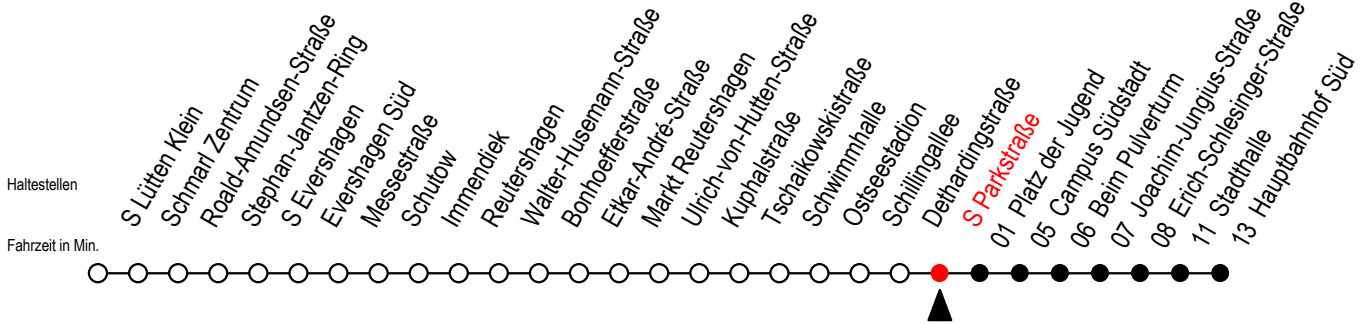 Haltestellen
Fahrzeit in Min.
S Lütten Klein
Schmarl Zentrum
Roald-Amundsen-Straße
Stephan-Jantzen-Ring
S Evershagen
Evershagen Süd
Messestraße
Schutow
Immendiek
Reutershagen
Walter-Husemann-Straße
Bonhoefferstraße
Etkar-André-Straße
Markt Reutershagen
Ulrich-von-Hutten-Straße
Kuphalstraße
Tschaikowskistraße
Schwimmhalle
Ostseestadion
Schillingallee
Dethardingstraße
S Parkstraße
01 Platz der Jugend
05 Campus Südstadt
06 Beim Pulverturm
07 Joachim-Jungius-Straße
08 Erich-Schlesinger-Straße
11 Stadthalle
13 Hauptbahnhof Süd